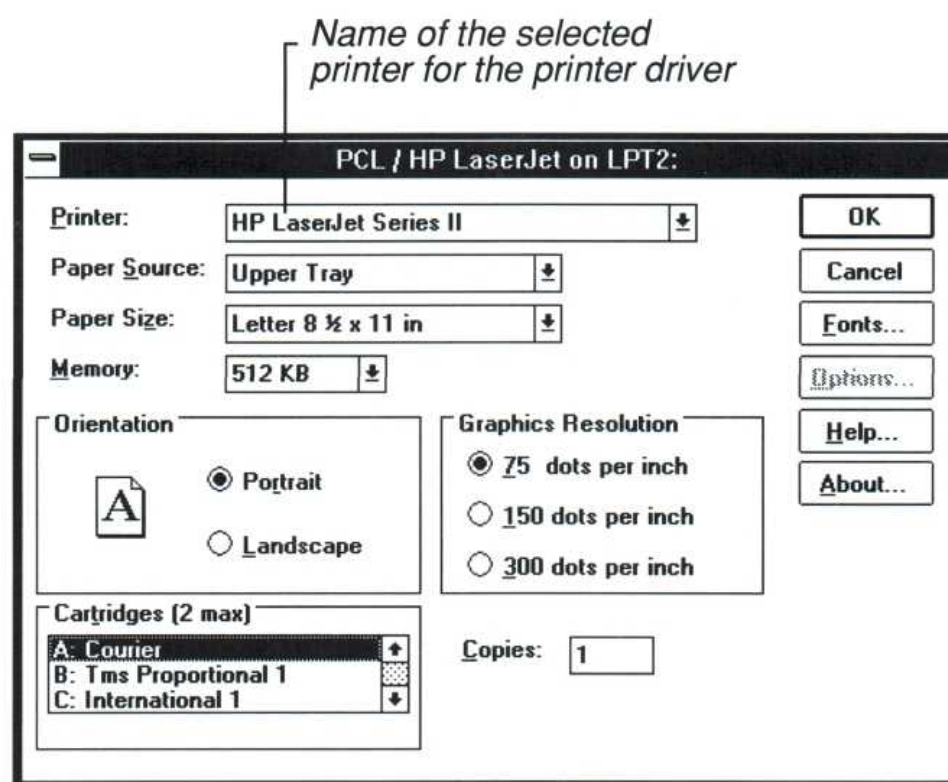 Name of the selected
printer for the printer driver
PCL / HP LaserJet on LPT2:
Printer: HP LaserJet Series II OK
Paper Source: Upper Tray Cancel
Paper Size: Letter 8 ½ x 11 in Fonts...
Memory: 512 KB Options...
Orientation Graphics Resolution Help...
A Portrait 75 dots per inch About...
Landscape 150 dots per inch
300 dots per inch
Cartridges (2 max)
A: Courier Copies: 1
B: Tms Proportional 1
C: International 1